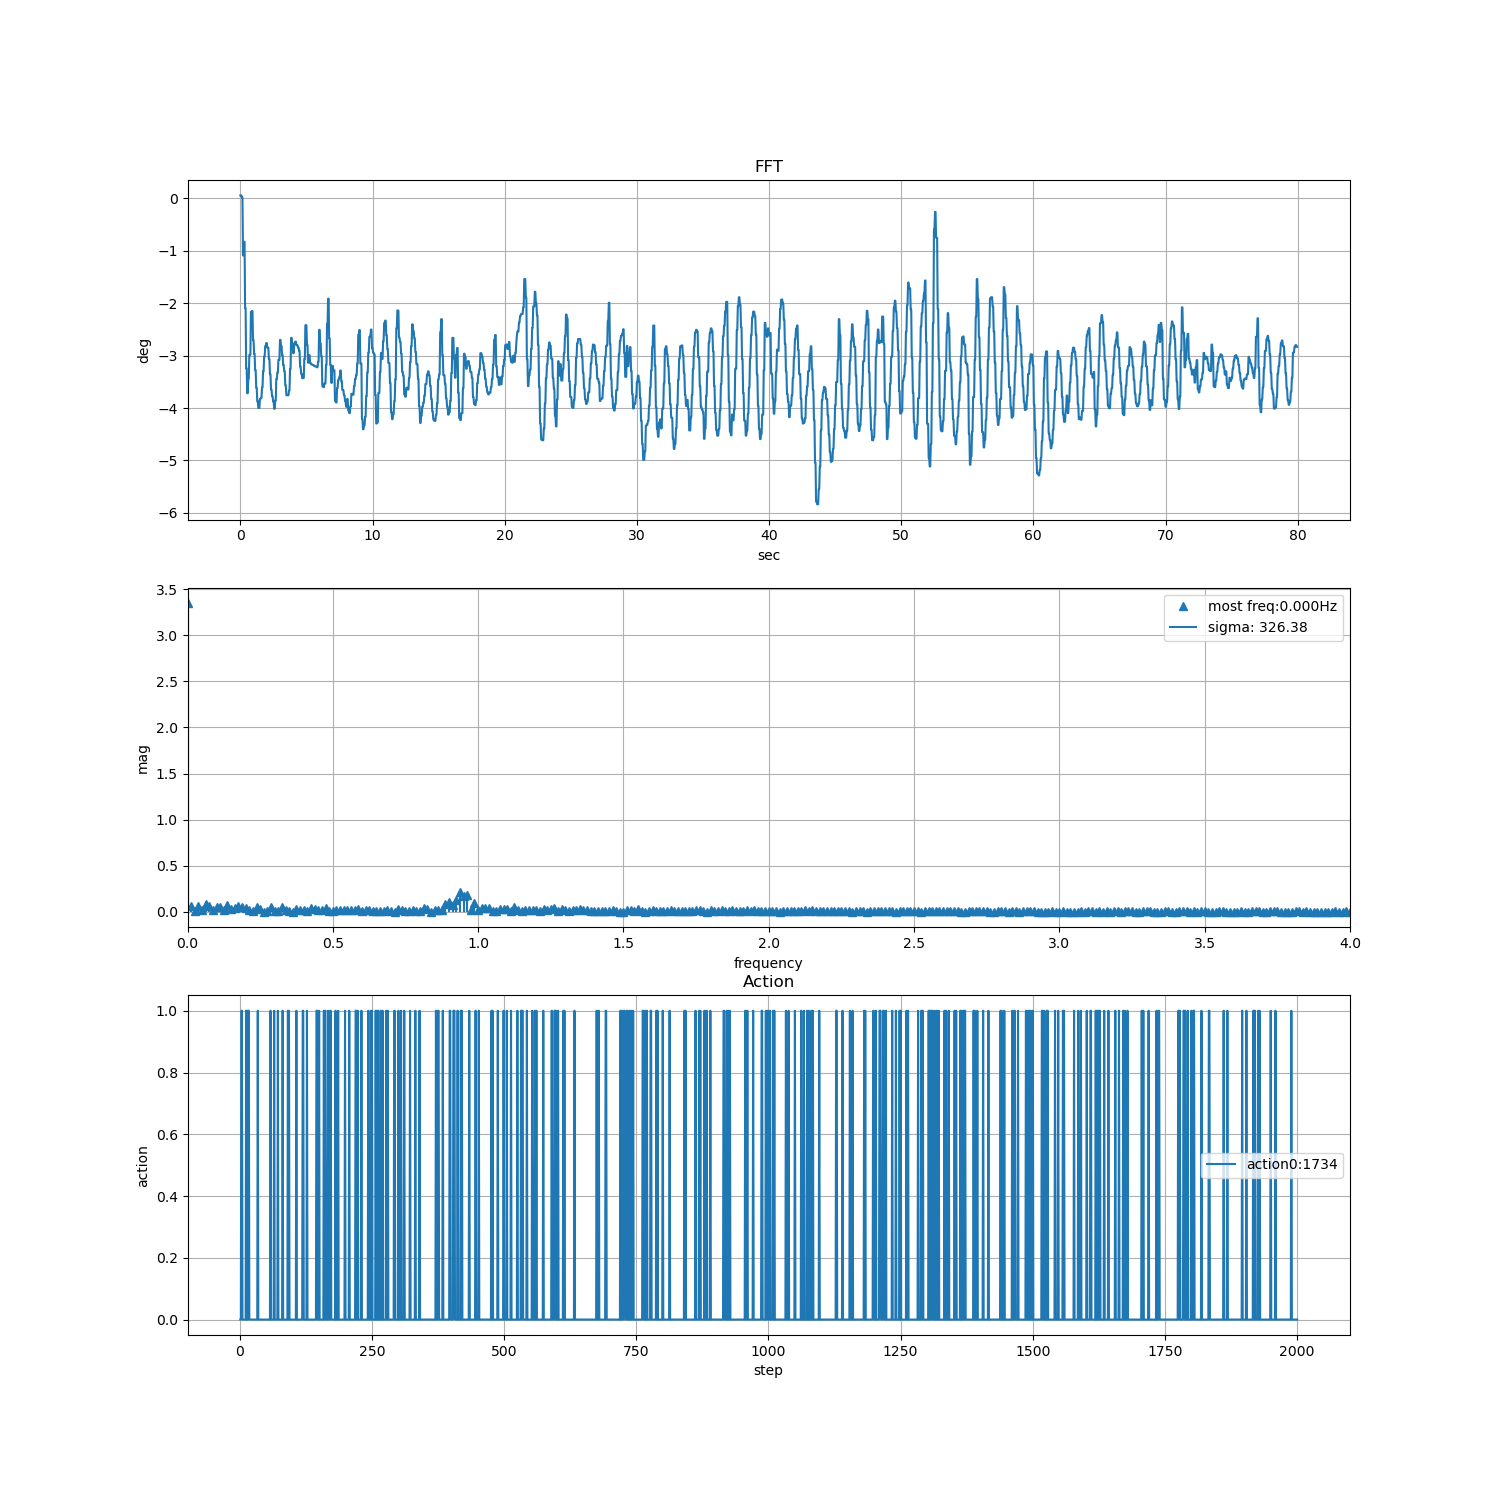 FFT
0
−1
−2
−3
−4
−5
−6
deg
0 10 20 30 40 50 60 70 80
sec
3.5
3.0
2.5
2.0
1.5
1.0
0.5
0.0
mag
most freq:0.000Hz
sigma: 326.38
0.0 0.5 1.0 1.5 2.0 2.5 3.0 3.5 4.0
frequency
Action
1.0
0.8
0.6
0.4
0.2
0.0
action
action0:1734
0 250 500 750 1000 1250 1500 1750 2000
step